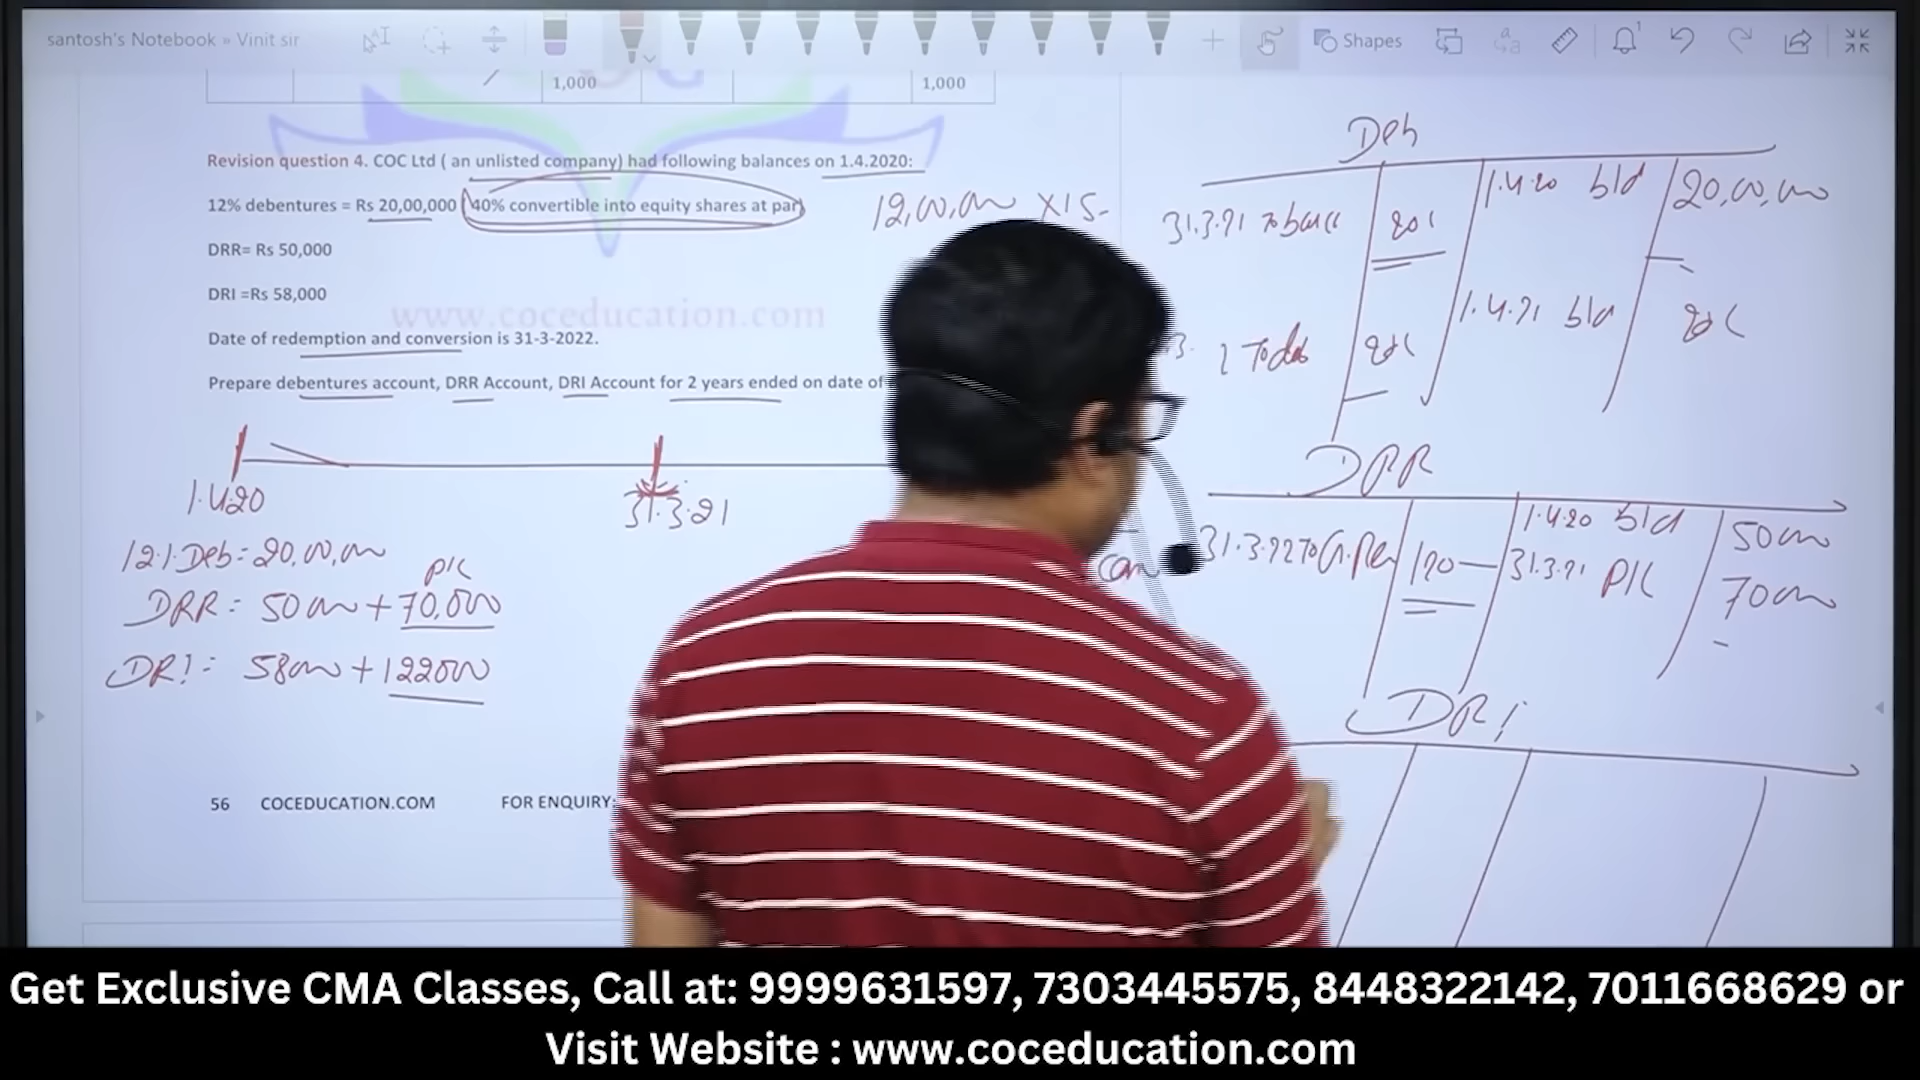 santosh's Notebook » Vinit sir
Shapes
1,000 1,000
Revision question 4. COC Ltd ( an unlisted company) had following balances on 1.4.2020:
12% debentures = Rs 20,00,000 (40% convertible into equity shares at par)
DRR= Rs 50,000
DRI =Rs 58,000
www.coceducation.com
Date of redemption and conversion is 31-3-2022.
Prepare debentures account, DRR Account, DRI Account for 2 years ended on date of
12,00,000 X15
1.4.20
31.3.21
12% Deb = 20,00,000
P/L
DRR = 50000 + 70,000
DRI = 58000 + 122000
56 COCEDUCATION.COM FOR ENQUIRY:
Deb
1.4.20 b/d 20,00,000
31.3.21 To bal c 20L
1.4.21 b/d 20L
20L
DRR
1.4.20 b/d 50000
31.3.22 To G. Res 120 31.3.21 P/L 70000
DRI
Get Exclusive CMA Classes, Call at: 9999631597, 7303445575, 8448322142, 7011668629 or
Visit Website : www.coceducation.com